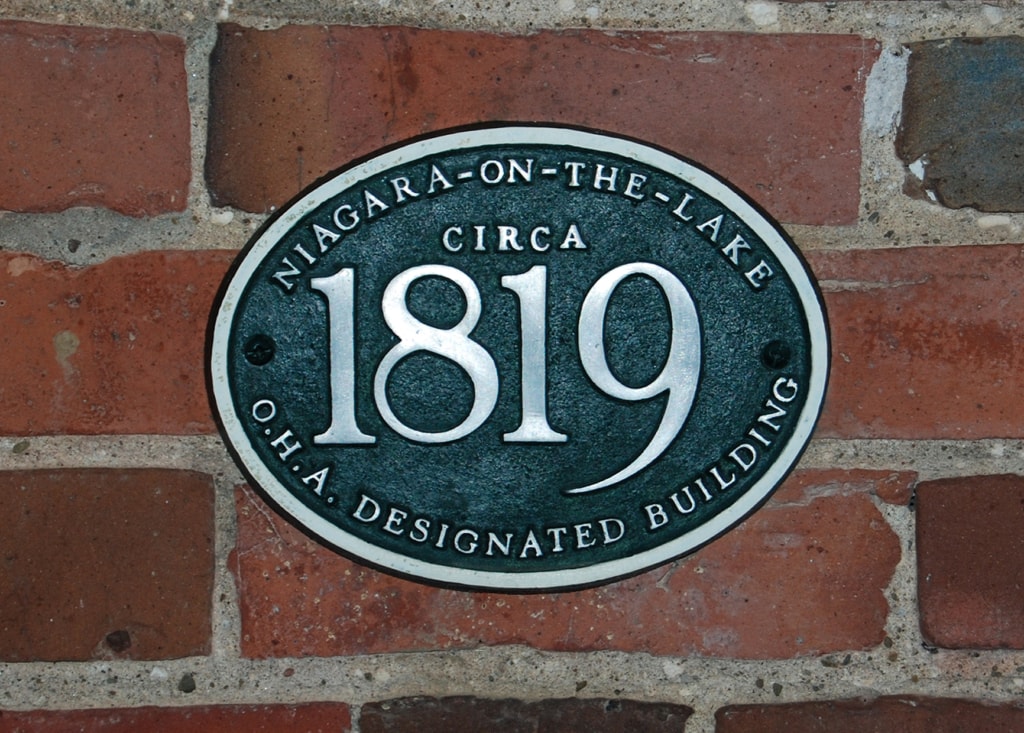 NIAGARA-ON-THE-LAKE
CIRCA
1819
O.H.A. DESIGNATED BUILDING